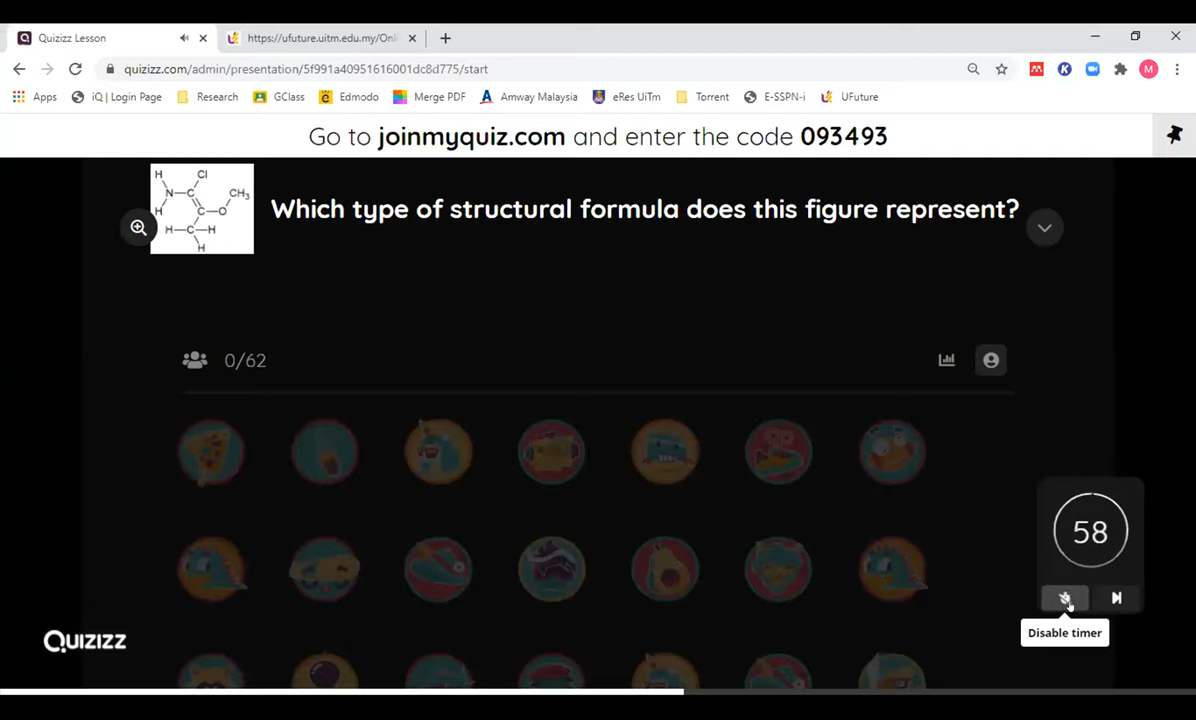 Quizizz Lesson
https://ufuture.uitm.edu.my/Onli
quizizz.com/admin/presentation/5f991a40951616001dc8d775/start
M
Apps iQ | Login Page Research GClass Edmodo Merge PDF Amway Malaysia eRes UiTm Torrent E-SSPN-i UFuture
Go to joinmyquiz.com and enter the code 093493
H Cl
N C CH3
H C O
H C H
H
Which type of structural formula does this figure represent?
0/62
58
Disable timer
QUIZIZZ